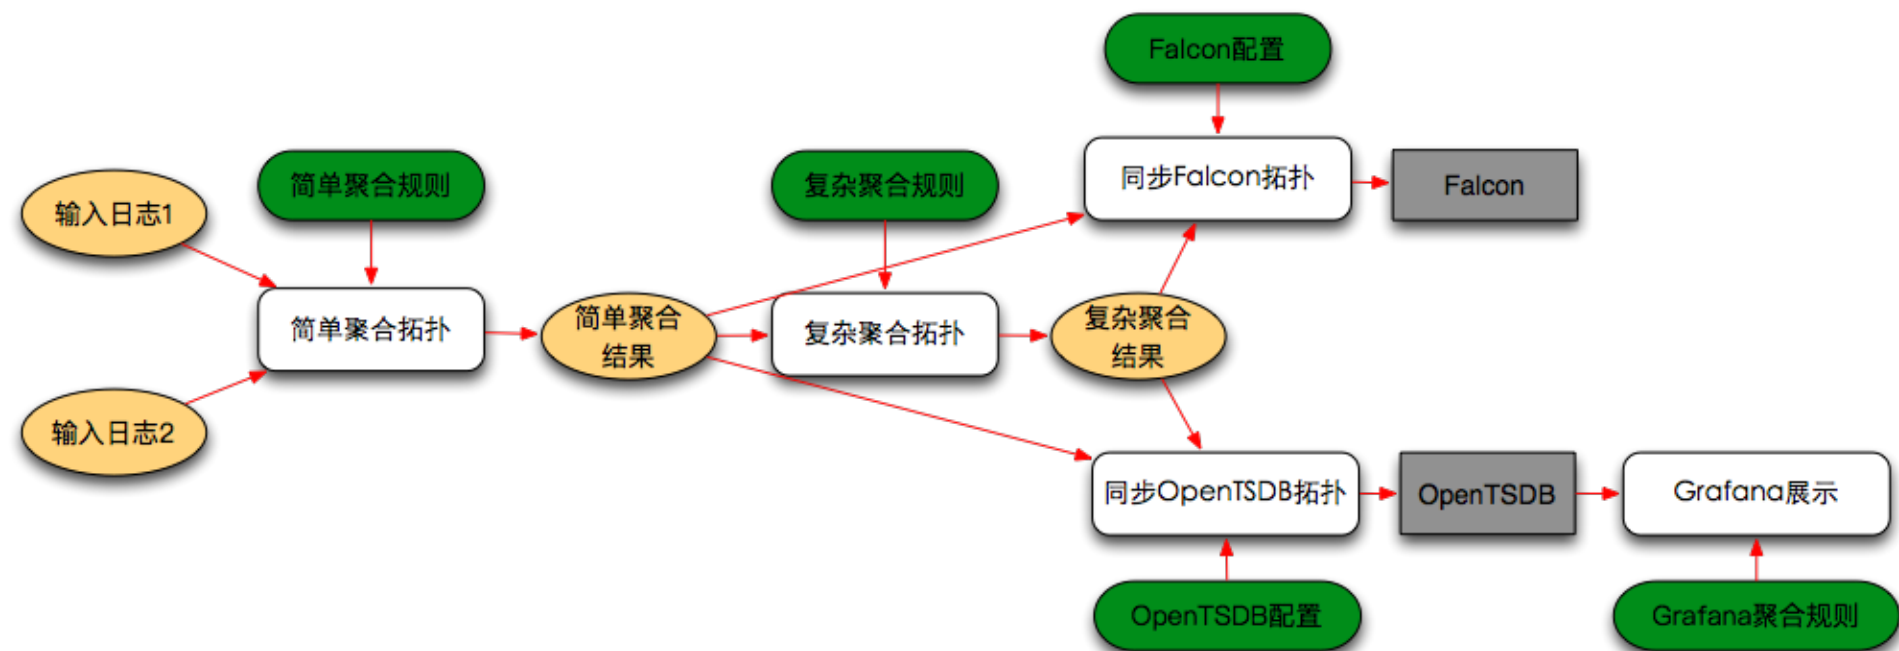 Falcon配置
简单聚合规则
复杂聚合规则
同步Falcon拓扑
Falcon
输入日志1
简单聚合拓扑
简单聚合
结果
复杂聚合拓扑
复杂聚合
结果
输入日志2
同步OpenTSDB拓扑
OpenTSDB
Grafana展示
OpenTSDB配置
Grafana聚合规则